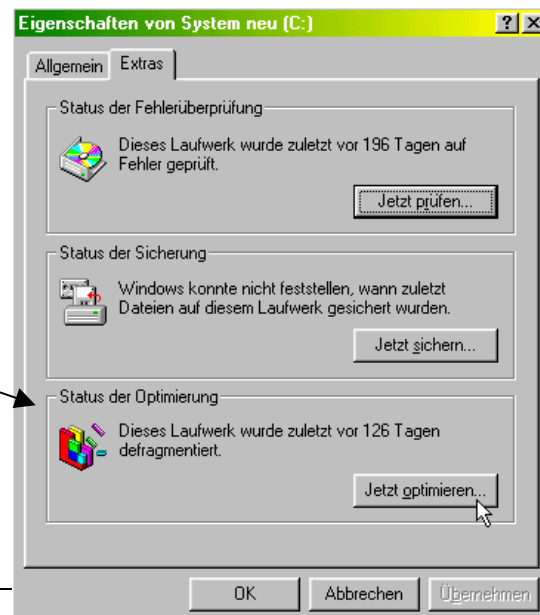 Eigenschaften von System neu (C:)
Allgemein Extras
Status der Fehlerüberprüfung
Dieses Laufwerk wurde zuletzt vor 196 Tagen auf
Fehler geprüft.
Jetzt prüfen...
Status der Sicherung
Windows konnte nicht feststellen, wann zuletzt
Dateien auf diesem Laufwerk gesichert wurden.
Jetzt sichern...
Status der Optimierung
Dieses Laufwerk wurde zuletzt vor 126 Tagen
defragmentiert.
Jetzt optimieren...
OK Abbrechen Übernehmen